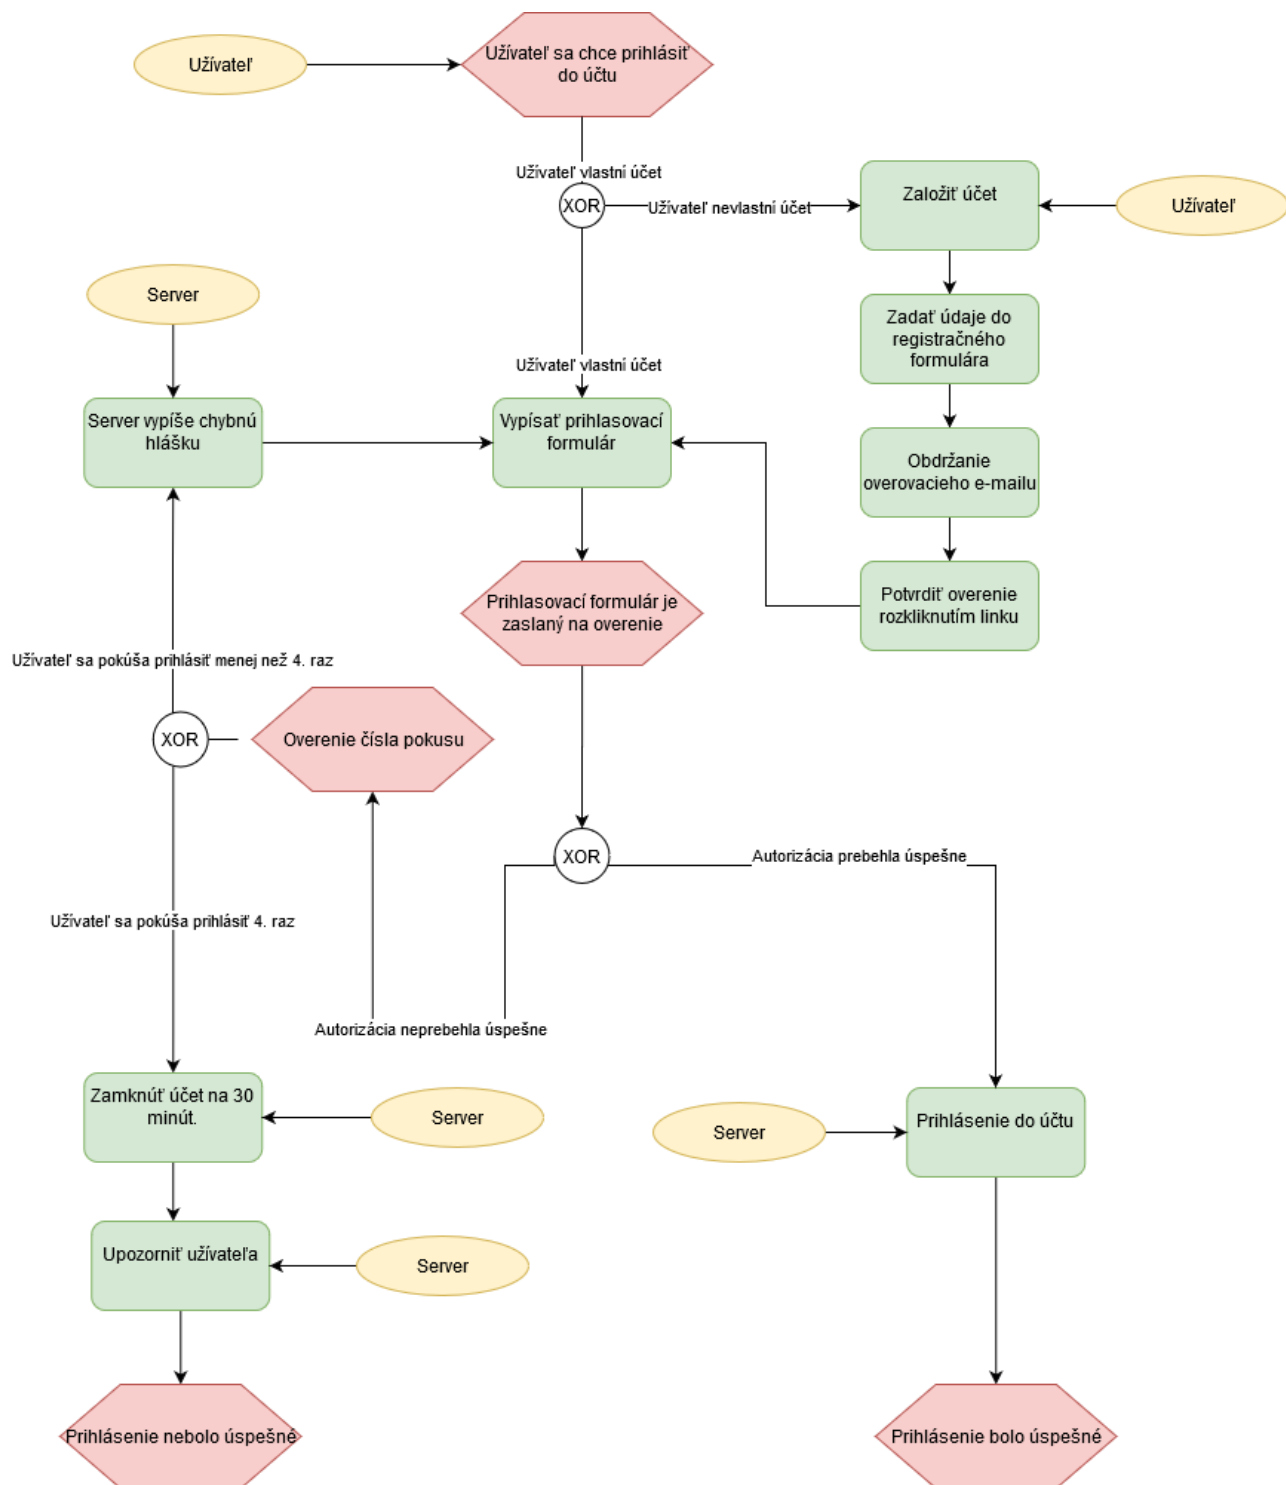 Užívateľ
Užívateľ sa chce prihlásiť
do účtu
Užívateľ vlastní účet
XOR
Užívateľ nevlastní účet
Založiť účet
Užívateľ
Server
Zadať údaje do
registračného
formulára
Užívateľ vlastní účet
Server vypíše chybnú
hlášku
Vypísať prihlasovací
formulár
Obdržanie
overovacieho e-mailu
Prihlasovací formulár je
zaslaný na overenie
Potvrdiť overenie
rozkliknutím linku
Užívateľ sa pokúša prihlásiť menej než 4. raz
XOR
Overenie čísla pokusu
XOR
Autorizácia prebehla úspešne
Užívateľ sa pokúša prihlásiť 4. raz
Autorizácia neprebehla úspešne
Zamknúť účet na 30
minút.
Server
Server
Prihlásenie do účtu
Upozorniť užívateľa
Server
Prihlásenie nebolo úspešné
Prihlásenie bolo úspešné